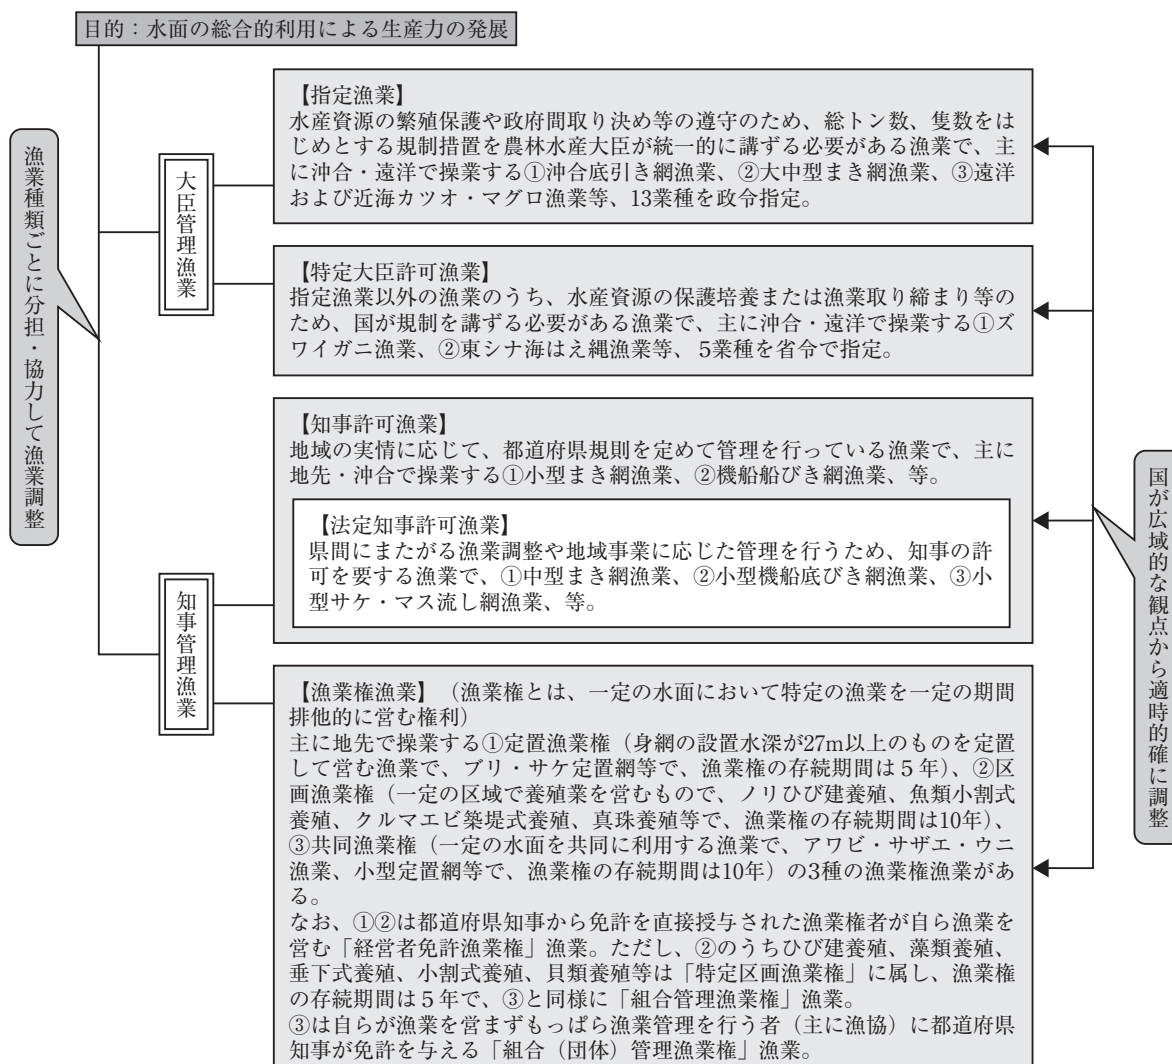 目的：水面の総合的利用による生産力の発展
漁業種類ごとに分担・協力して漁業調整
大臣管理漁業
【指定漁業】
水産資源の繁殖保護や政府間取り決め等の遵守のため、総トン数、隻数をは
じめとする規制措置を農林水産大臣が統一的に講ずる必要がある漁業で、主
に沖合・遠洋で操業する①沖合底引き網漁業、②大中型まき網漁業、③遠洋
および近海カツオ・マグロ漁業等、13業種を政令指定。
【特定大臣許可漁業】
指定漁業以外の漁業のうち、水産資源の保護培養または漁業取り締まり等の
ため、国が規制を講ずる必要がある漁業で、主に沖合・遠洋で操業する①ズ
ワイガニ漁業、②東シナ海はえ縄漁業等、5業種を省令で指定。
知事管理漁業
【知事許可漁業】
地域の実情に応じて、都道府県規則を定めて管理を行っている漁業で、主に
地先・沖合で操業する①小型まき網漁業、②機船船びき網漁業、等。
【法定知事許可漁業】
県間にまたがる漁業調整や地域事業に応じた管理を行うため、知事の許
可を要する漁業で、①中型まき網漁業、②小型機船底びき網漁業、③小
型サケ・マス流し網漁業、等。
【漁業権漁業】（漁業権とは、一定の水面において特定の漁業を一定の期間
排他的に営む権利）
主に地先で操業する①定置漁業権（身網の設置水深が27m以上のものを定置
して営む漁業で、ブリ・サケ定置網等で、漁業権の存続期間は５年）、②区
画漁業権（一定の区域で養殖業を営むもので、ノリひび建養殖、魚類小割式
養殖、クルマエビ築堤式養殖、真珠養殖等で、漁業権の存続期間は10年）、
③共同漁業権（一定の水面を共同に利用する漁業で、アワビ・サザエ・ウニ
漁業、小型定置網等で、漁業権の存続期間は10年）の3種の漁業権漁業があ
る。
なお、①②は都道府県知事から免許を直接授与された漁業権者が自ら漁業を
営む「経営者免許漁業権」漁業。ただし、②のうちひび建養殖、藻類養殖、
垂下式養殖、小割式養殖、貝類養殖等は「特定区画漁業権」に属し、漁業権
の存続期間は５年で、③と同様に「組合管理漁業権」漁業。
③は自らが漁業を営まずもっぱら漁業管理を行う者（主に漁協）に都道府県
知事が免許を与える「組合（団体）管理漁業権」漁業。
国が広域的な観点から適時的確に調整